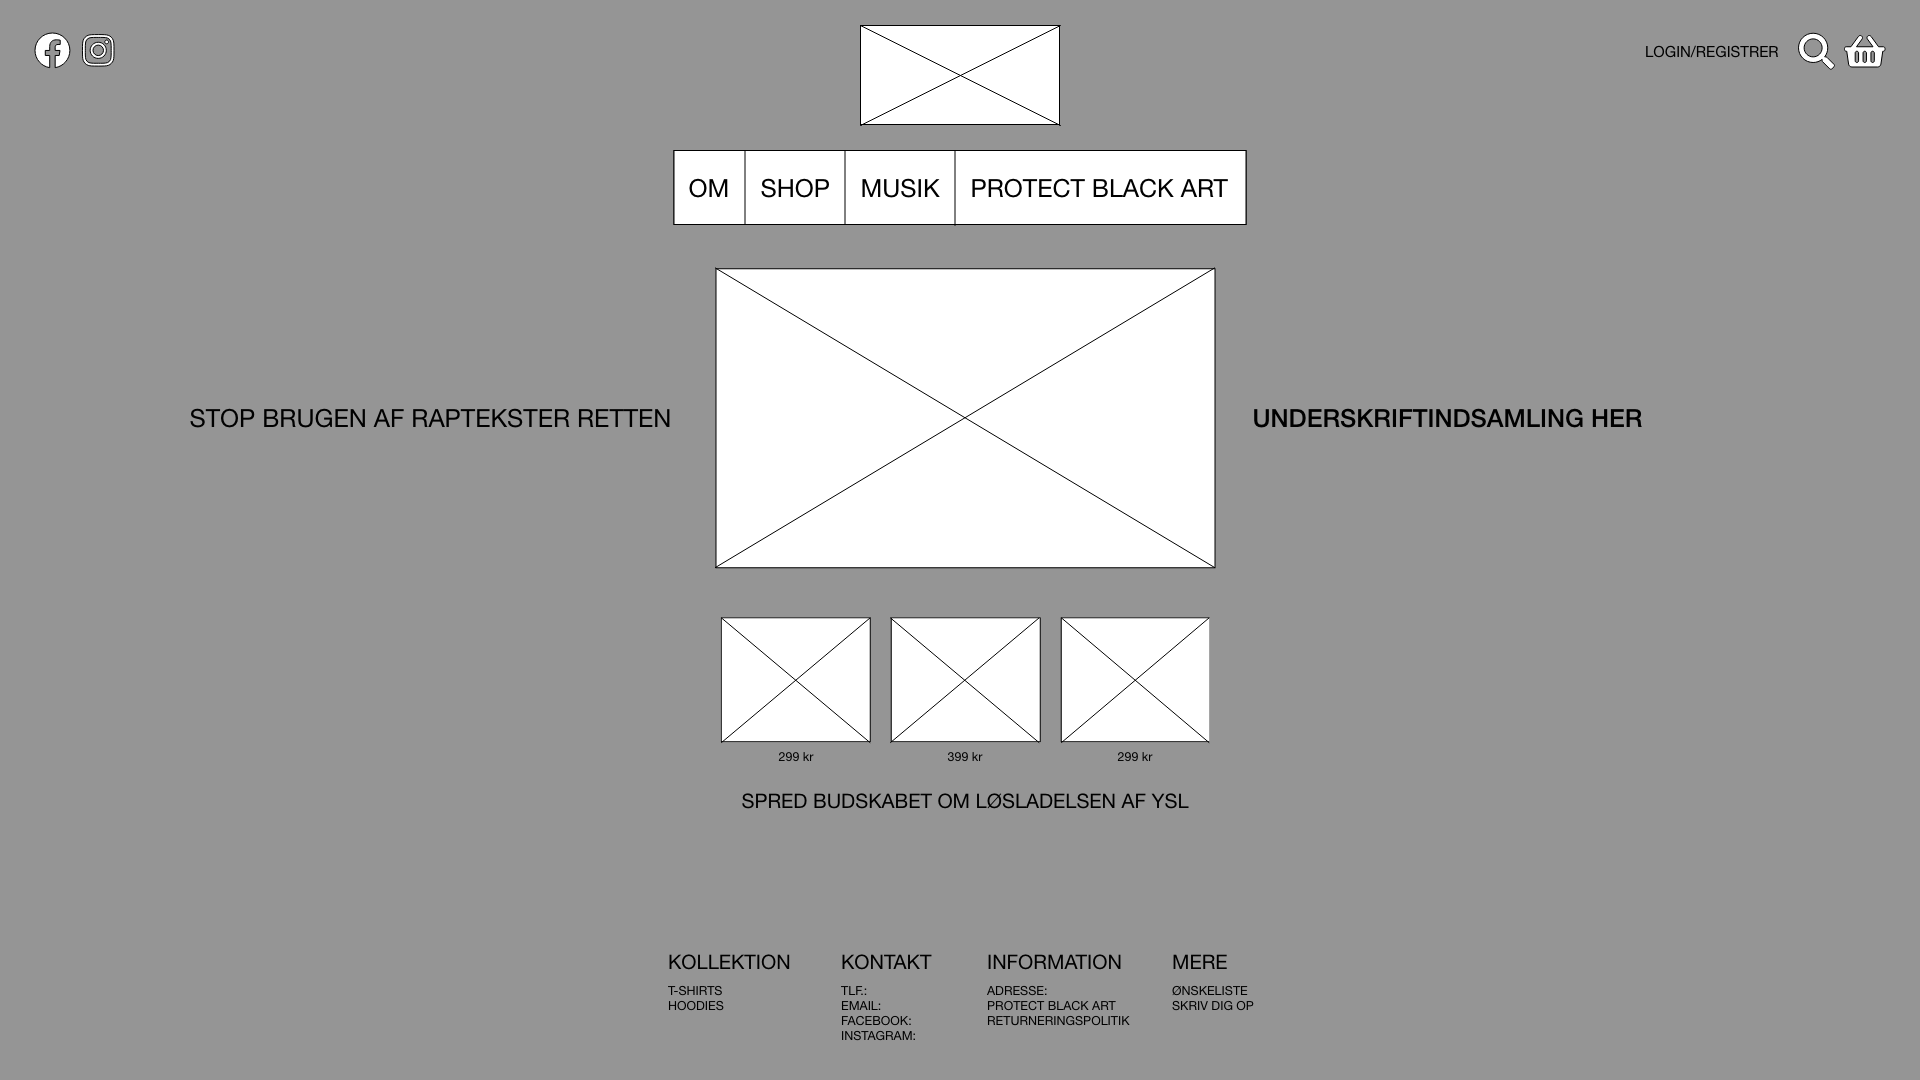 LOGIN/REGISTRER
OM
SHOP
MUSIK
PROTECT BLACK ART
STOP BRUGEN AF RAPTEKSTER RETTEN
UNDERSKRIFTINDSAMLING HER
299 kr
399 kr
299 kr
SPRED BUDSKABET OM LØSLADELSEN AF YSL
KOLLEKTION
T-SHIRTS
HOODIES
KONTAKT
TLF.:
EMAIL:
FACEBOOK:
INSTAGRAM:
INFORMATION
ADRESSE:
PROTECT BLACK ART
RETURNERINGSPOLITIK
MERE
ØNSKELISTE
SKRIV DIG OP